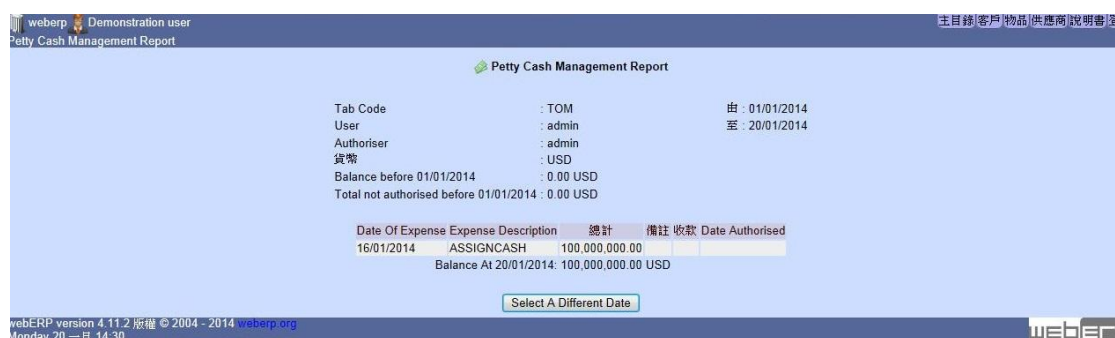 weberp Demonstration user 主目錄 客戶 物品 供應商 說明書
Petty Cash Management Report
Petty Cash Management Report
Tab Code : TOM 由 : 01/01/2014
User : admin 至 : 20/01/2014
Authoriser : admin
貨幣 : USD
Balance before 01/01/2014 : 0.00 USD
Total not authorised before 01/01/2014 : 0.00 USD
Date Of Expense Expense Description 總計 備註 收款 Date Authorised
16/01/2014 ASSIGNCASH 100,000,000.00
Balance At 20/01/2014: 100,000,000.00 USD
Select A Different Date
webERP version 4.11.2 版權 © 2004 - 2014 weberp.org
Monday 20 一月 14:30